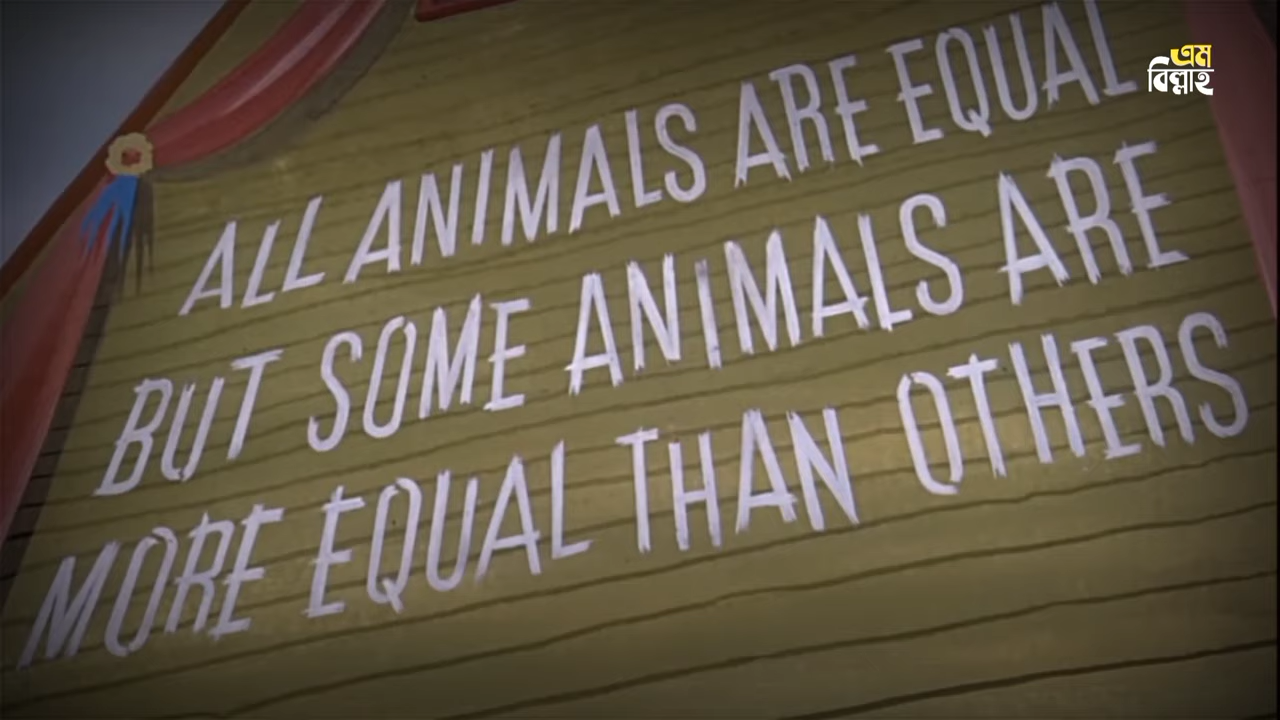 ALL ANIMALS ARE EQUAL
BUT SOME ANIMALS ARE
MORE EQUAL THAN OTHERS
এম
বিল্লাহ